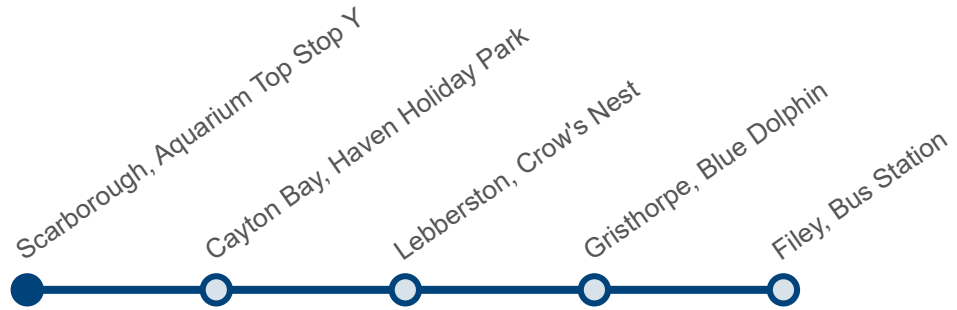 Scarborough, Aquarium Top Stop Y
Cayton Bay, Haven Holiday Park
Lebberston, Crow's Nest
Gristhorpe, Blue Dolphin
Filey, Bus Station